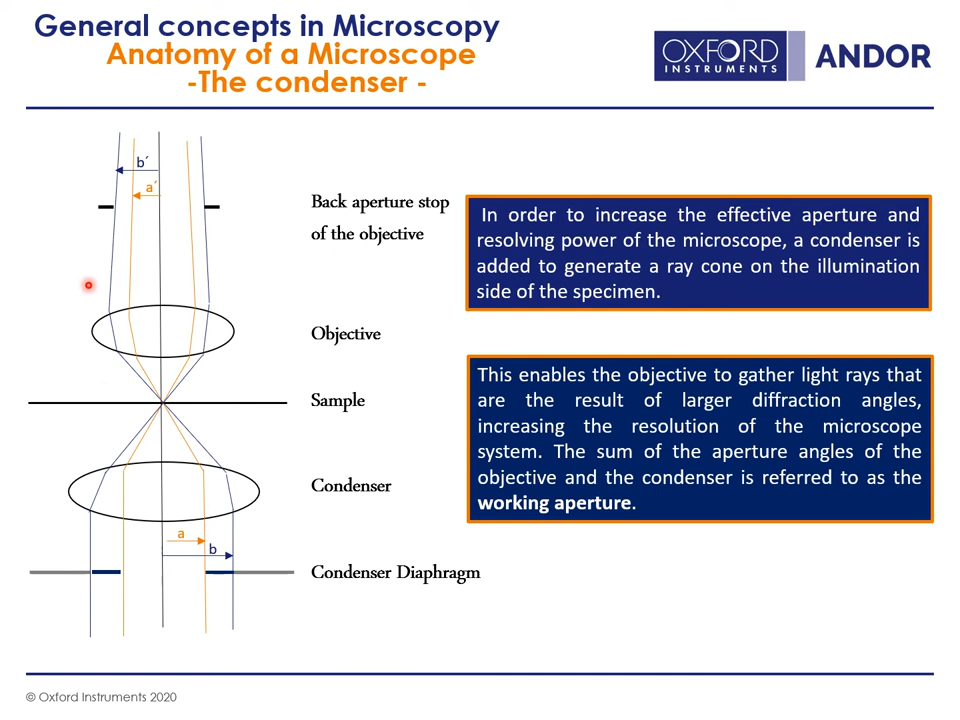 General concepts in Microscopy
Anatomy of a Microscope
-The condenser -
OXFORD
INSTRUMENTS
ANDOR
b´
a´
Back aperture stop
of the objective
In order to increase the effective aperture and
resolving power of the microscope, a condenser is
added to generate a ray cone on the illumination
side of the specimen.
Objective
Sample
This enables the objective to gather light rays that
are the result of larger diffraction angles,
increasing the resolution of the microscope
system. The sum of the aperture angles of the
objective and the condenser is referred to as the
working aperture.
Condenser
a
b
Condenser Diaphragm
© Oxford Instruments 2020